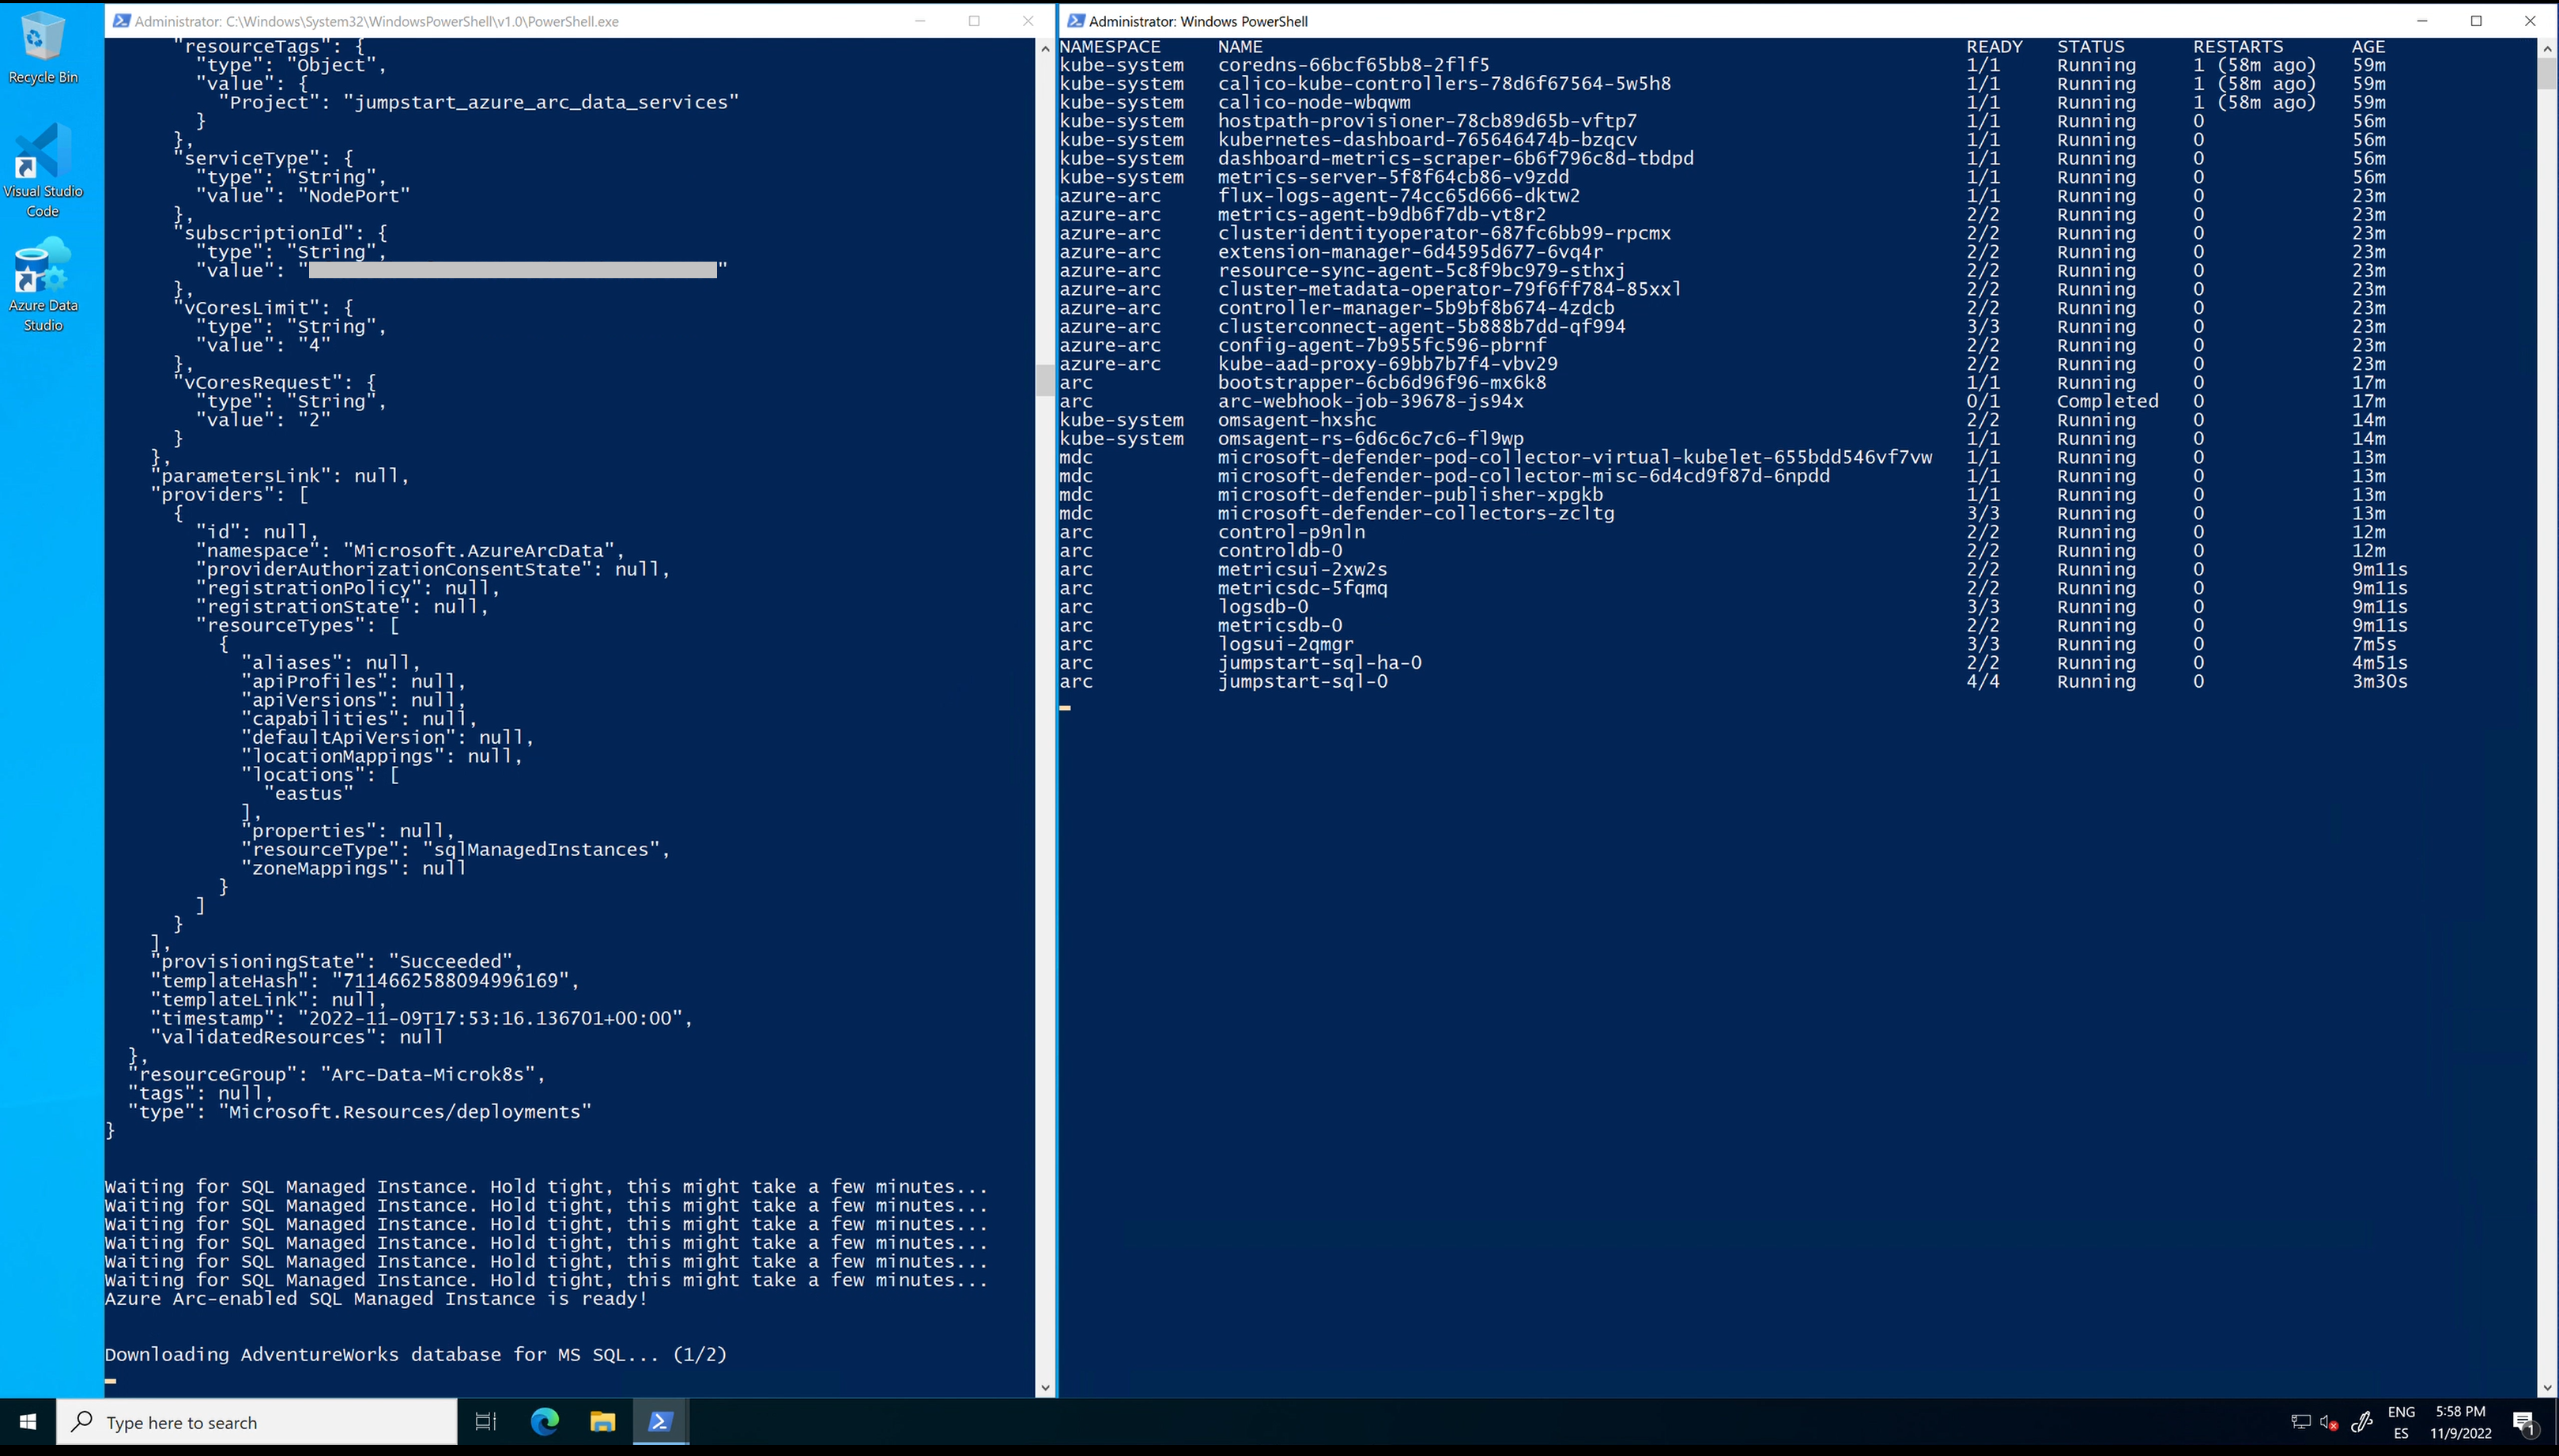 Recycle Bin
Visual Studio
Code
Azure Data
Studio
Administrator: C:\Windows\System32\WindowsPowerShell\v1.0\PowerShell.exe
"resourceTags": {
"type": "Object",
"value": {
"Project": "jumpstart_azure_arc_data_services"
}
},
"serviceType": {
"type": "String",
"value": "NodePort"
},
"subscriptionId": {
"type": "String",
"value": " "
},
"vCoresLimit": {
"type": "String",
"value": "4"
},
"vCoresRequest": {
"type": "String",
"value": "2"
}
},
"parametersLink": null,
"providers": [
{
"id": null,
"namespace": "Microsoft.AzureArcData",
"providerAuthorizationConsentState": null,
"registrationPolicy": null,
"registrationState": null,
"resourceTypes": [
{
"aliases": null,
"apiProfiles": null,
"apiVersions": null,
"capabilities": null,
"defaultApiVersion": null,
"locationMappings": null,
"locations": [
"eastus"
],
"properties": null,
"resourceType": "sqlManagedInstances",
"zoneMappings": null
}
]
}
],
"provisioningState": "Succeeded",
"templateHash": "7114662588094996169",
"templateLink": null,
"timestamp": "2022-11-09T17:53:16.136701+00:00",
"validatedResources": null
},
"resourceGroup": "Arc-Data-Microk8s",
"tags": null,
"type": "Microsoft.Resources/deployments"
}
Waiting for SQL Managed Instance. Hold tight, this might take a few minutes...
Waiting for SQL Managed Instance. Hold tight, this might take a few minutes...
Waiting for SQL Managed Instance. Hold tight, this might take a few minutes...
Waiting for SQL Managed Instance. Hold tight, this might take a few minutes...
Waiting for SQL Managed Instance. Hold tight, this might take a few minutes...
Waiting for SQL Managed Instance. Hold tight, this might take a few minutes...
Azure Arc-enabled SQL Managed Instance is ready!
Downloading AdventureWorks database for MS SQL... (1/2)
Administrator: Windows PowerShell
NAMESPACE NAME READY STATUS RESTARTS AGE
kube-system coredns-66bcf65bb8-2flf5 1/1 Running 1 (58m ago) 59m
kube-system calico-kube-controllers-78d6f67564-5w5h8 1/1 Running 1 (58m ago) 59m
kube-system calico-node-wbqwm 1/1 Running 1 (58m ago) 59m
kube-system hostpath-provisioner-78cb89d65b-vftp7 1/1 Running 0 56m
kube-system kubernetes-dashboard-765646474b-bzqcv 1/1 Running 0 56m
kube-system dashboard-metrics-scraper-6b6f796c8d-tbdpd 1/1 Running 0 56m
kube-system metrics-server-5f8f64cb86-v9zdd 1/1 Running 0 56m
azure-arc flux-logs-agent-74cc65d666-dktw2 1/1 Running 0 23m
azure-arc metrics-agent-b9db6f7db-vt8r2 2/2 Running 0 23m
azure-arc clusteridentityoperator-687fc6bb99-rpcmx 2/2 Running 0 23m
azure-arc extension-manager-6d4595d677-6vq4r 2/2 Running 0 23m
azure-arc resource-sync-agent-5c8f9bc979-sthxj 2/2 Running 0 23m
azure-arc cluster-metadata-operator-79f6ff784-85xxl 2/2 Running 0 23m
azure-arc controller-manager-5b9bf8b674-4zdcb 2/2 Running 0 23m
azure-arc clusterconnect-agent-5b888b7dd-qf994 3/3 Running 0 23m
azure-arc config-agent-7b955fc596-pbrnf 2/2 Running 0 23m
azure-arc kube-aad-proxy-69bb7b7f4-vbv29 2/2 Running 0 23m
arc bootstrapper-6cb6d96f96-mx6k8 1/1 Running 0 17m
arc arc-webhook-job-39678-js94x 0/1 Completed 0 17m
kube-system omsagent-hxshc 2/2 Running 0 14m
kube-system omsagent-rs-6d6c6c7c6-fl9wp 1/1 Running 0 14m
mdc microsoft-defender-pod-collector-virtual-kubelet-655bdd546vf7vw 1/1 Running 0 13m
mdc microsoft-defender-pod-collector-misc-6d4cd9f87d-6npdd 1/1 Running 0 13m
mdc microsoft-defender-publisher-xpgkb 1/1 Running 0 13m
mdc microsoft-defender-collectors-zcltg 3/3 Running 0 13m
arc control-p9nln 2/2 Running 0 12m
arc controldb-0 2/2 Running 0 12m
arc metricsui-2xw2s 2/2 Running 0 9m11s
arc metricsdc-5fqmq 2/2 Running 0 9m11s
arc logsdb-0 3/3 Running 0 9m11s
arc metricsdb-0 2/2 Running 0 9m11s
arc logsui-2qmgr 3/3 Running 0 7m5s
arc jumpstart-sql-ha-0 2/2 Running 0 4m51s
arc jumpstart-sql-0 4/4 Running 0 3m30s
Type here to search
ENG
ES
5:58 PM
11/9/2022
1